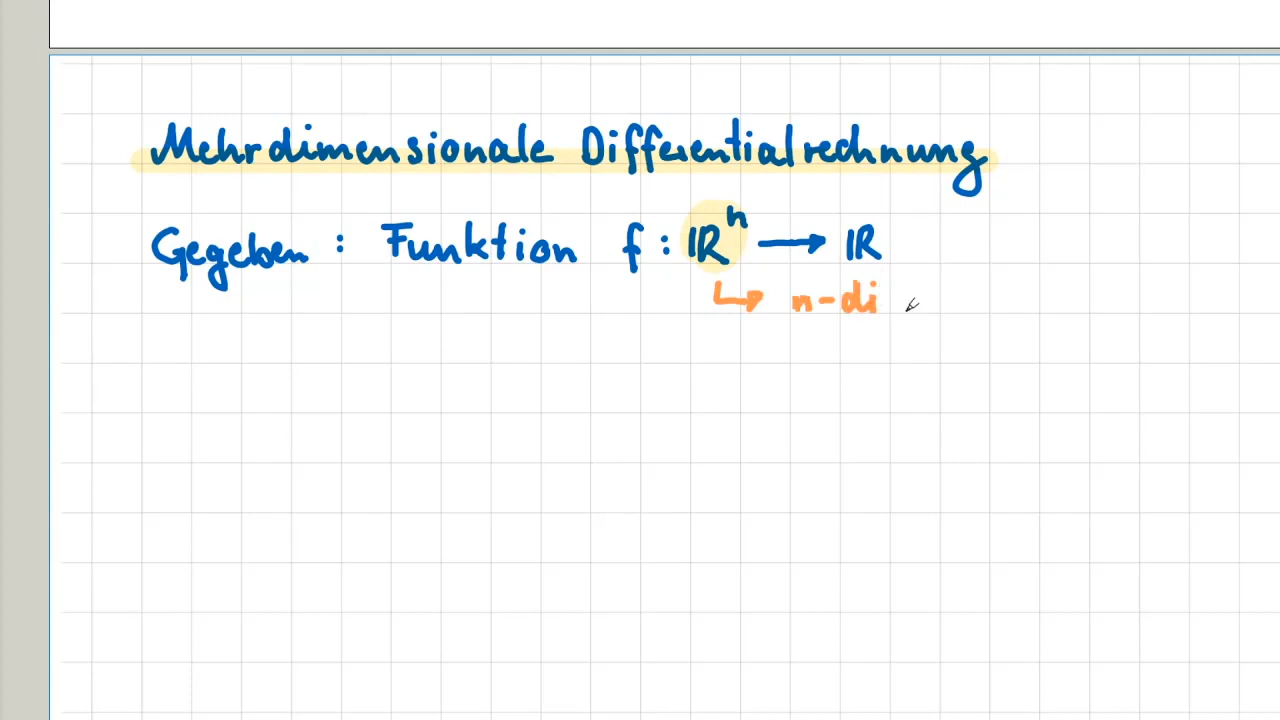 Mehrdimensionale Differentialrechnung
Gegeben : Funktion f : ℝⁿ → ℝ
↳ n-di